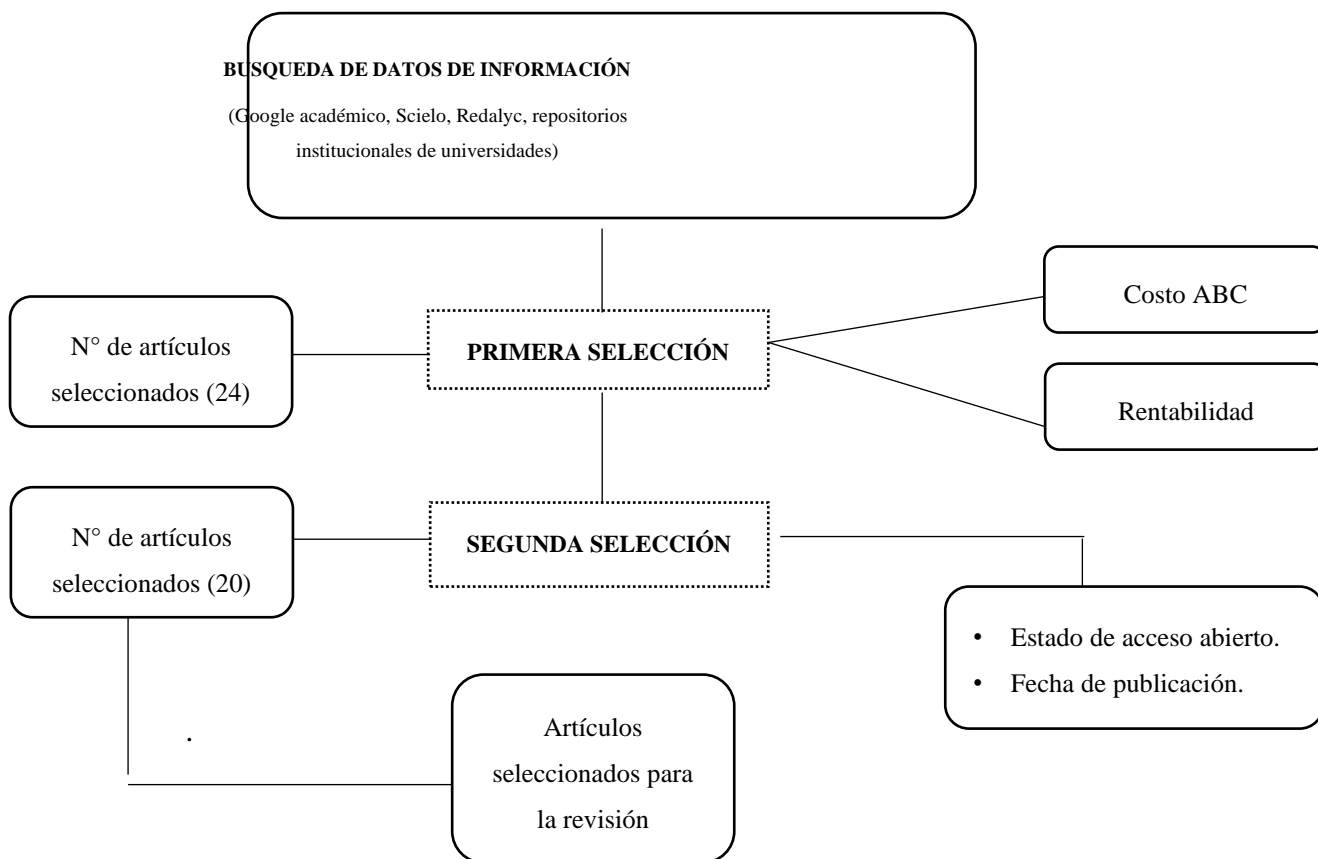 BUSQUEDA DE DATOS DE INFORMACIÓN
(Google académico, Scielo, Redalyc, repositorios
institucionales de universidades)
Costo ABC
N° de artículos
seleccionados (24)
PRIMERA SELECCIÓN
Rentabilidad
N° de artículos
seleccionados (20)
SEGUNDA SELECCIÓN
• Estado de acceso abierto.
• Fecha de publicación.
.
Artículos
seleccionados para
la revisión